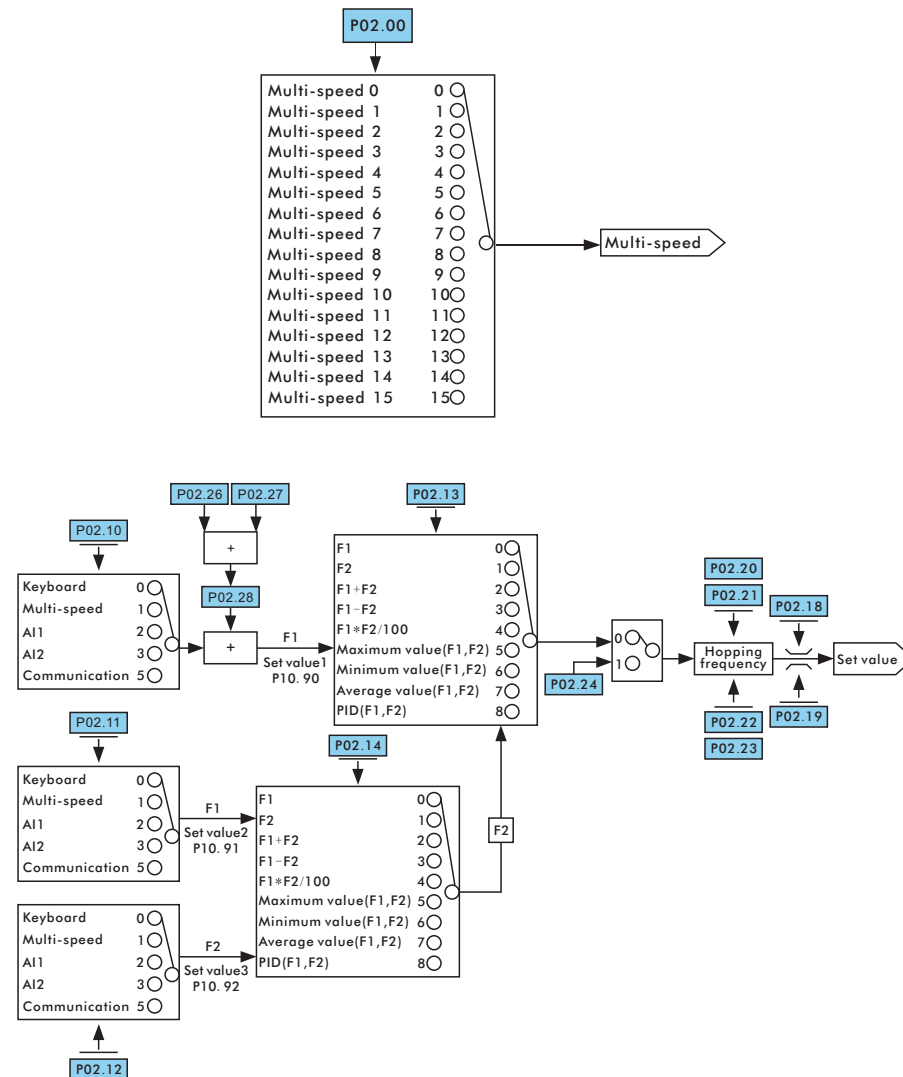 P02.00
Multi-speed 0 0
Multi-speed 1 1
Multi-speed 2 2
Multi-speed 3 3
Multi-speed 4 4
Multi-speed 5 5
Multi-speed 6 6
Multi-speed 7 7
Multi-speed 8 8
Multi-speed 9 9
Multi-speed 10 10
Multi-speed 11 11
Multi-speed 12 12
Multi-speed 13 13
Multi-speed 14 14
Multi-speed 15 15
Multi-speed
P02.26 P02.27
+
P02.28
+
P02.10
Keyboard 0
Multi-speed 1
AI1 2
AI2 3
Communication 5
F1
Set value1
P10. 90
P02.13
F1 0
F2 1
F1+F2 2
F1-F2 3
F1*F2/100 4
Maximum value(F1,F2) 5
Minimum value(F1,F2) 6
Average value(F1,F2) 7
PID(F1,F2) 8
0
1
P02.24
P02.20
P02.21
Hopping
frequency
P02.22
P02.23
P02.18
P02.19
Set value
P02.11
Keyboard 0
Multi-speed 1
AI1 2
AI2 3
Communication 5
F1
Set value2
P10. 91
P02.14
F1 0
F2 1
F1+F2 2
F1-F2 3
F1*F2/100 4
Maximum value(F1,F2) 5
Minimum value(F1,F2) 6
Average value(F1,F2) 7
PID(F1,F2) 8
F2
Keyboard 0
Multi-speed 1
AI1 2
AI2 3
Communication 5
F2
Set value3
P10. 92
P02.12